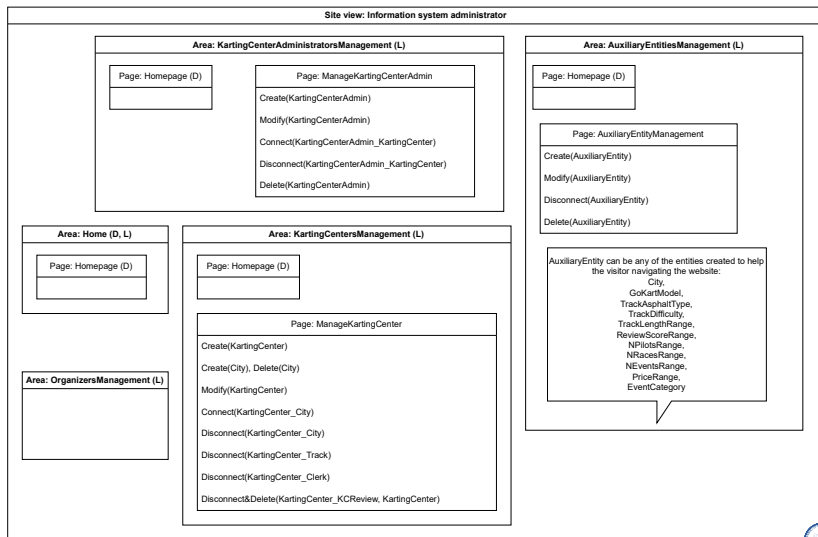 Site view: Information system administrator
Area: KartingCenterAdministratorsManagement (L)
Page: Homepage (D)
Page: ManageKartingCenterAdmin
Create(KartingCenterAdmin)
Modify(KartingCenterAdmin)
Connect(KartingCenterAdmin_KartingCenter)
Disconnect(KartingCenterAdmin_KartingCenter)
Delete(KartingCenterAdmin)
Area: AuxiliaryEntitiesManagement (L)
Page: Homepage (D)
Page: AuxiliaryEntityManagement
Create(AuxiliaryEntity)
Modify(AuxiliaryEntity)
Disconnect(AuxiliaryEntity)
Delete(AuxiliaryEntity)
AuxiliaryEntity can be any of the entities created to help
the visitor navigating the website:
City,
GoKartModel,
TrackAsphaltType,
TrackDifficulty,
TrackLengthRange,
ReviewScoreRange,
NPilotsRange,
NRacesRange,
NEventsRange,
PriceRange,
EventCategory
Area: Home (D, L)
Page: Homepage (D)
Area: KartingCentersManagement (L)
Page: Homepage (D)
Page: ManageKartingCenter
Create(KartingCenter)
Create(City), Delete(City)
Modify(KartingCenter)
Connect(KartingCenter_City)
Disconnect(KartingCenter_City)
Disconnect(KartingCenter_Track)
Disconnect(KartingCenter_Clerk)
Disconnect&Delete(KartingCenter_KCReview, KartingCenter)
Area: OrganizersManagement (L)